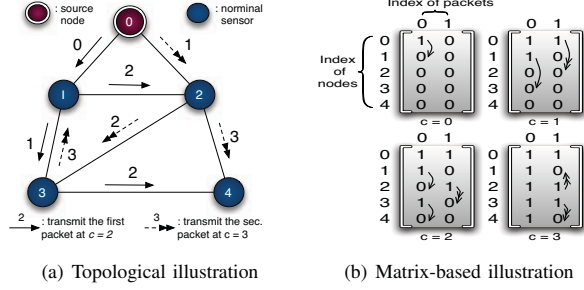 : source node
: norminal sensor
0
0
1
2
1
2
2
1
3
3
2
3
4
2 : transmit the first packet at c = 2
3 : transmit the sec. packet at c = 3
(a) Topological illustration
Index of packets
Index of nodes
0 1
0 1 0
1 0 0
2 0 0
3 0 0
4 0 0
c = 0
0 1
0 1 1
1 1 0
2 0 0
3 0 0
4 0 0
c = 1
0 1
0 1 1
1 1 0
2 0 1
3 1 0
4 0 0
c = 2
0 1
0 1 1
1 1 0
2 1 1
3 1 1
4 1 0
c = 3
(b) Matrix-based illustration